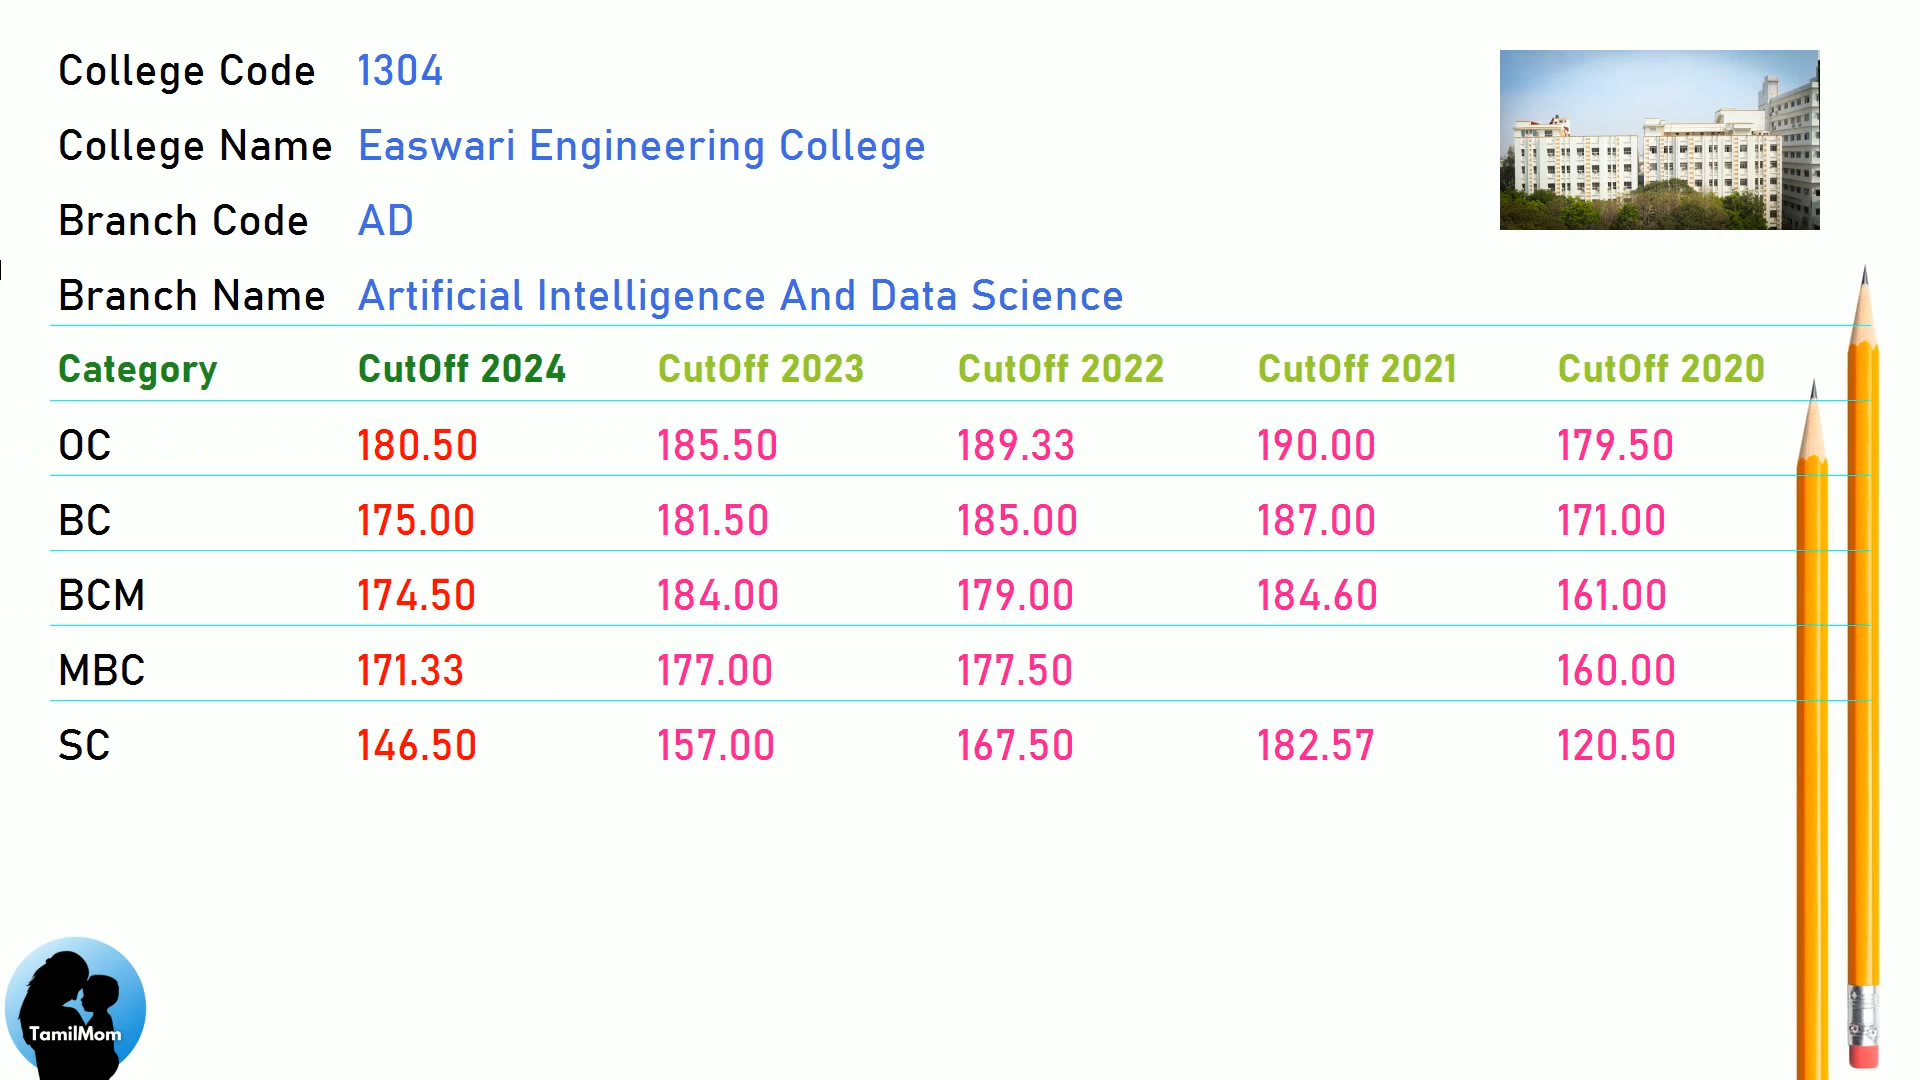 College Code 1304
College Name Easwari Engineering College
Branch Code AD
Branch Name Artificial Intelligence And Data Science
Category CutOff 2024 CutOff 2023 CutOff 2022 CutOff 2021 CutOff 2020
OC 180.50 185.50 189.33 190.00 179.50
BC 175.00 181.50 185.00 187.00 171.00
BCM 174.50 184.00 179.00 184.60 161.00
MBC 171.33 177.00 177.50 160.00
SC 146.50 157.00 167.50 182.57 120.50
TamilMom